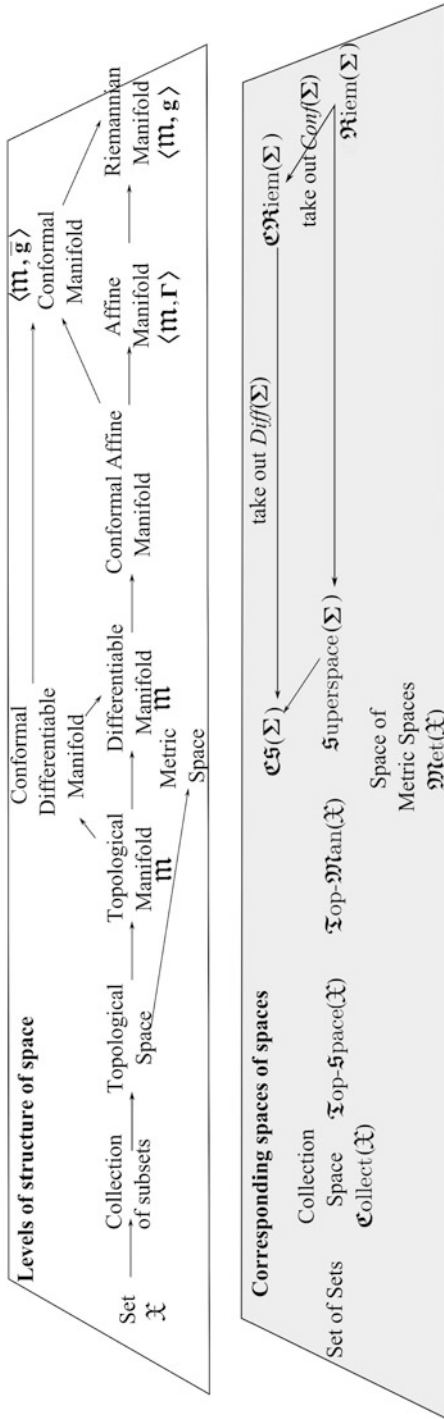 Levels of structure of space
Set
𝔛
Collection
of subsets
Topological
Space
Topological
Manifold
𝔪
Conformal
Differentiable
Manifold
Differentiable
Manifold
𝔪
Metric
Space
Conformal Affine
Manifold
⟨𝔪, g̅⟩
Conformal
Manifold
Affine
Manifold
⟨𝔪, Γ⟩
Riemannian
Manifold
⟨𝔪, g⟩
Corresponding spaces of spaces
Set of Sets
Collection
Space
ℭollect(𝔛)
𝔗op-𝔖pace(𝔛)
𝔗op-𝔐an(𝔛)
Space of
Metric Spaces
𝔐et(𝔛)
ℭ𝔖(Σ)
𝔖uperspace(Σ)
take out Diff(Σ)
ℭℜiem(Σ)
take out Conf(Σ)
ℜiem(Σ)